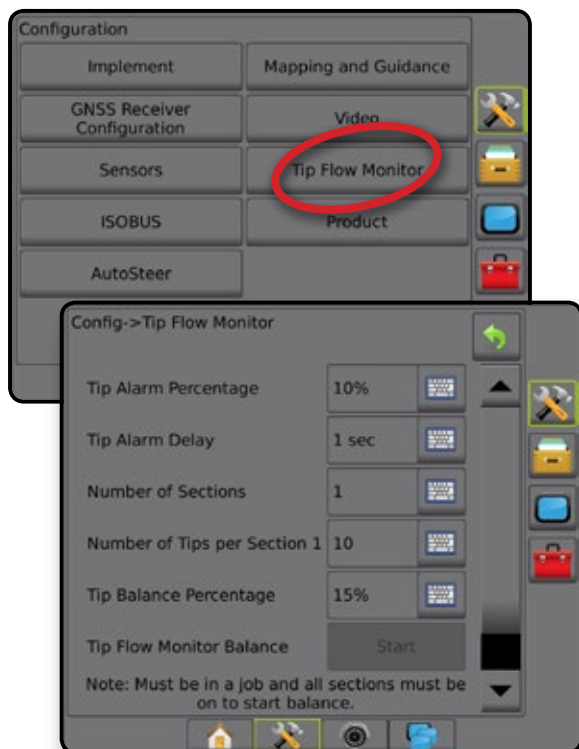 Configuration
Implement
Mapping and Guidance
GNSS Receiver
Configuration
Video
Sensors
Tip Flow Monitor
ISOBUS
Product
AutoSteer
Config->Tip Flow Monitor
Tip Alarm Percentage
10%
Tip Alarm Delay
1 sec
Number of Sections
1
Number of Tips per Section 1
10
Tip Balance Percentage
15%
Tip Flow Monitor Balance
Start
Note: Must be in a job and all sections must be
on to start balance.